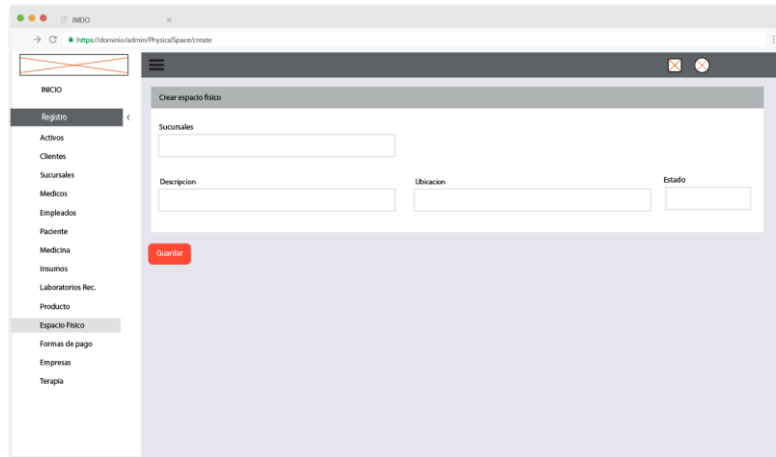 IMDO
https://dominio/admin/PhysicalSpace/create
INICIO
Registro
Activos
Clientes
Sucursales
Medicos
Empleados
Paciente
Medicina
Insumos
Laboratorios Rec.
Producto
Espacio Fisico
Formas de pago
Empresas
Terapia
Crear espacio fisico
Sucursales
Descripcion
Ubicacion
Estado
Guardar